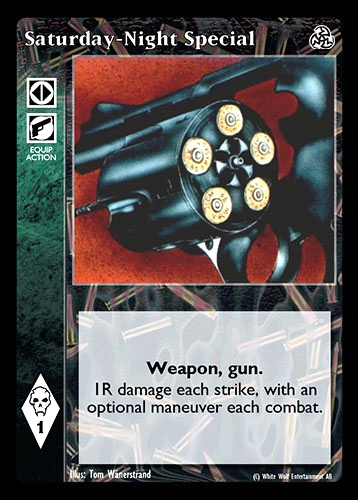 Saturday-Night Special
EQUIP
ACTION
Weapon, gun.
1R damage each strike, with an
optional maneuver each combat.
1
Illus: Tom Wänerstrand
(C) White Wolf Entertainment AB